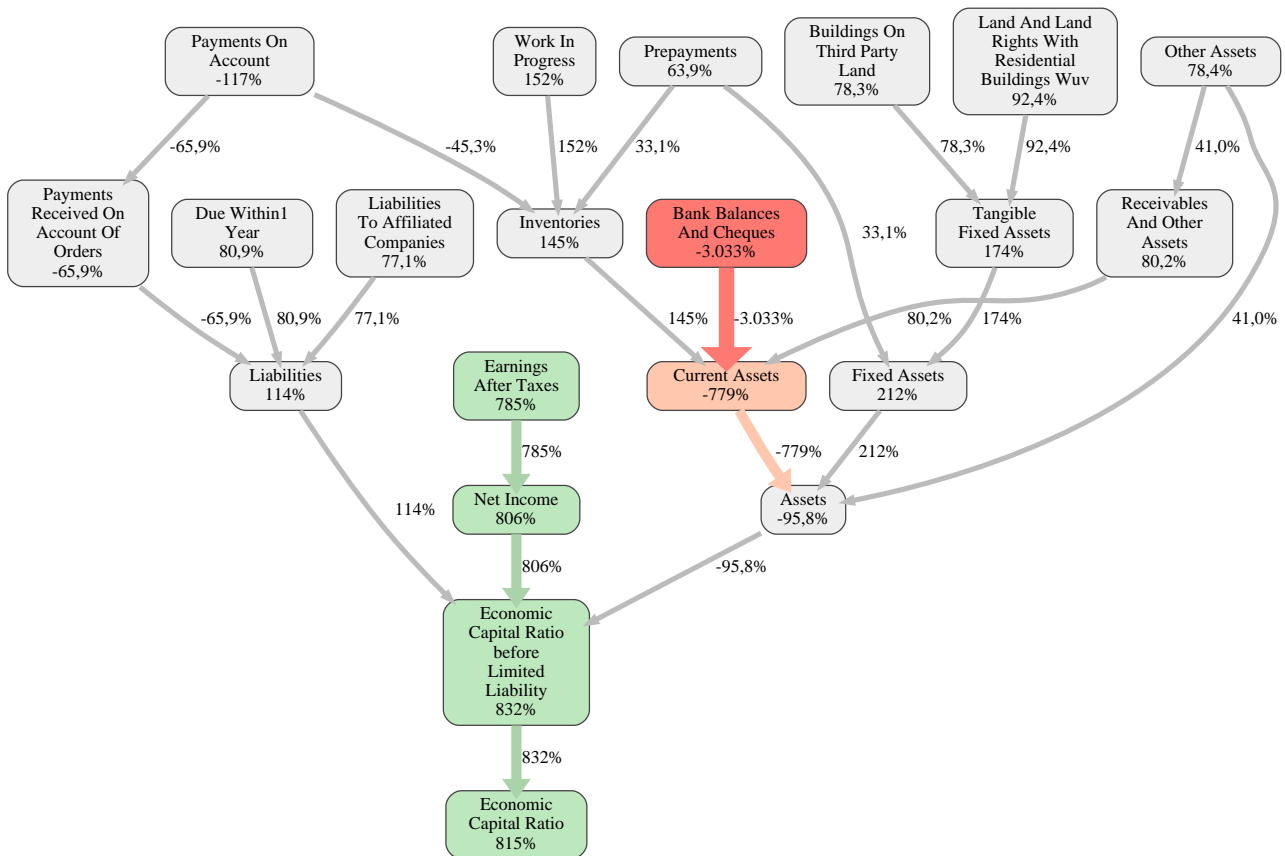 Payments On
Account
-117%
Work In
Progress
152%
Prepayments
63,9%
Buildings On
Third Party
Land
78,3%
Land And Land
Rights With
Residential
Buildings Wuv
92,4%
Other Assets
78,4%
-65,9%
-45,3%
152%
33,1%
78,3%
92,4%
41,0%
Payments
Received On
Account Of
Orders
-65,9%
Due Within1
Year
80,9%
Liabilities
To Affiliated
Companies
77,1%
Inventories
145%
Bank Balances
And Cheques
-3.033%
33,1%
Tangible
Fixed Assets
174%
Receivables
And Other
Assets
80,2%
-65,9%
80,9%
77,1%
145%
-3.033%
80,2%
174%
41,0%
Liabilities
114%
Earnings
After Taxes
785%
Current Assets
-779%
Fixed Assets
212%
785%
-779%
212%
114%
Net Income
806%
Assets
-95,8%
806%
-95,8%
Economic
Capital Ratio
before
Limited
Liability
832%
832%
Economic
Capital Ratio
815%